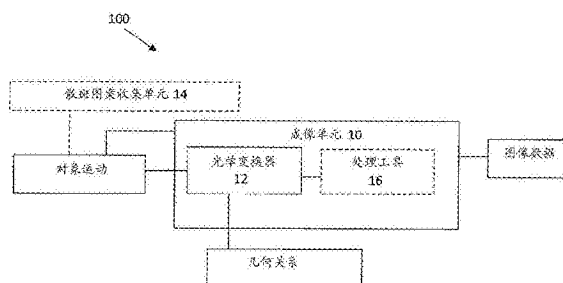 100
散斑图案收集单元 14
成像单元 10
对象运动
光学变换器
12
处理工具
16
图像数据
几何关系